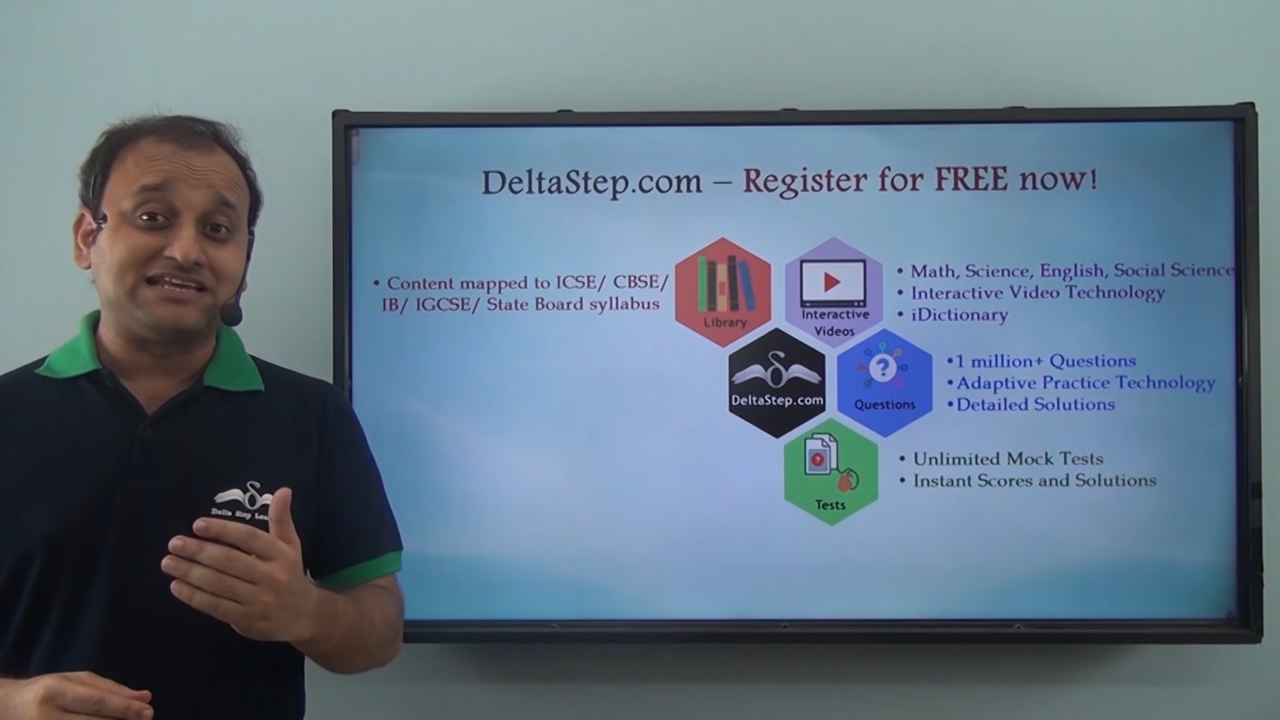 DeltaStep.com – Register for FREE now!
• Content mapped to ICSE/ CBSE/
IB/ IGCSE/ State Board syllabus
Library
Interactive
Videos
• Math, Science, English, Social Science
• Interactive Video Technology
• iDictionary
DeltaStep.com
?
Questions
•1 million+ Questions
•Adaptive Practice Technology
•Detailed Solutions
?
Tests
• Unlimited Mock Tests
• Instant Scores and Solutions
Delta Step